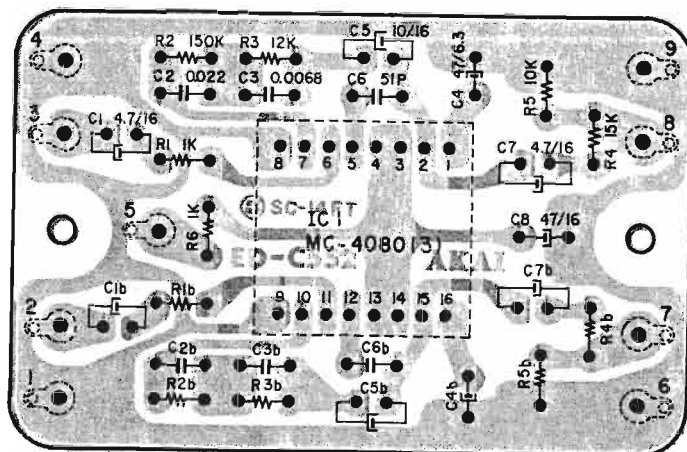 4
R2 150K R3 12K
C5 10/16
C4 47/6.3
9
C2 0.022 C3 0.0068 C6 51P
R5 10K
R4 15K
8
C1 4.7/16
R1 1K
8 7 6 5 4 3 2 1
C7 4.7/16
5
R6 1K
SC-14FT
IC 1
MC-4080(3)
C8 47/16
C7b
C1b
R1b
9 10 11 12 13 14 15 16
2
7
R4b
C2b C3b C6b
R5b
R2b R3b C5b
C4b
1
6